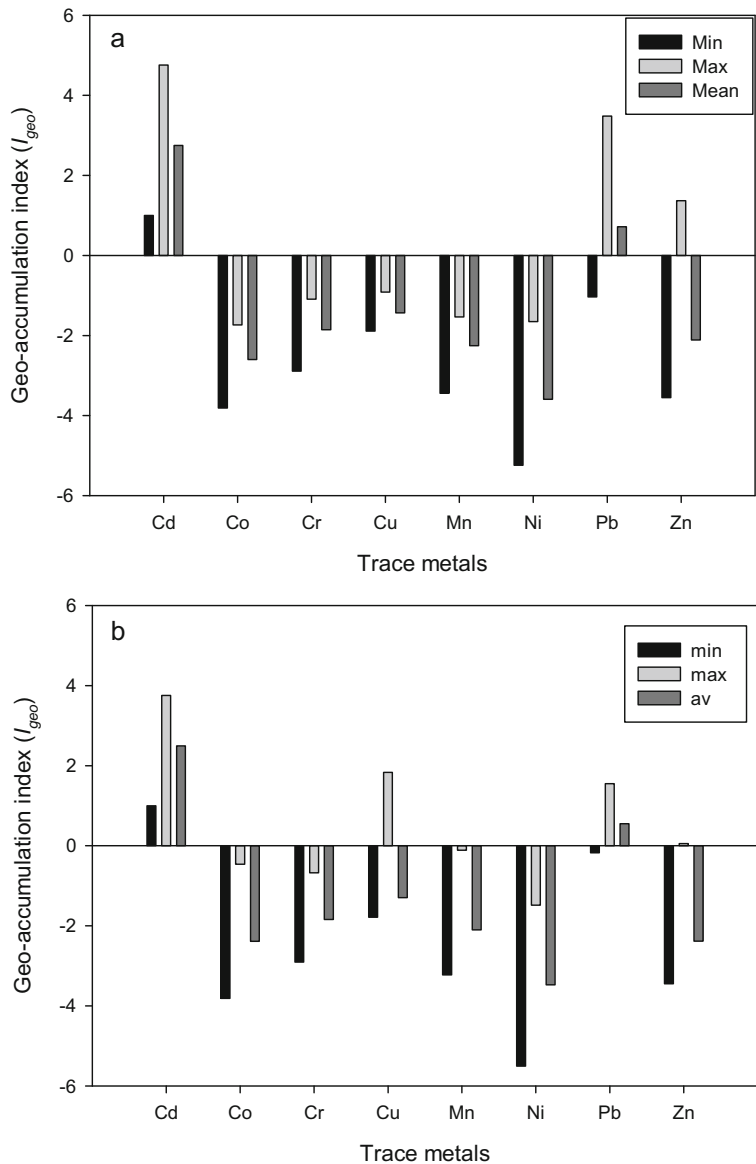 a
Min
Max
Mean
Geo-accumulation index (Igeo)
6
4
2
0
-2
-4
-6
Cd Co Cr Cu Mn Ni Pb Zn
Trace metals
b
min
max
av
Geo-accumulation index (Igeo)
6
4
2
0
-2
-4
-6
Cd Co Cr Cu Mn Ni Pb Zn
Trace metals